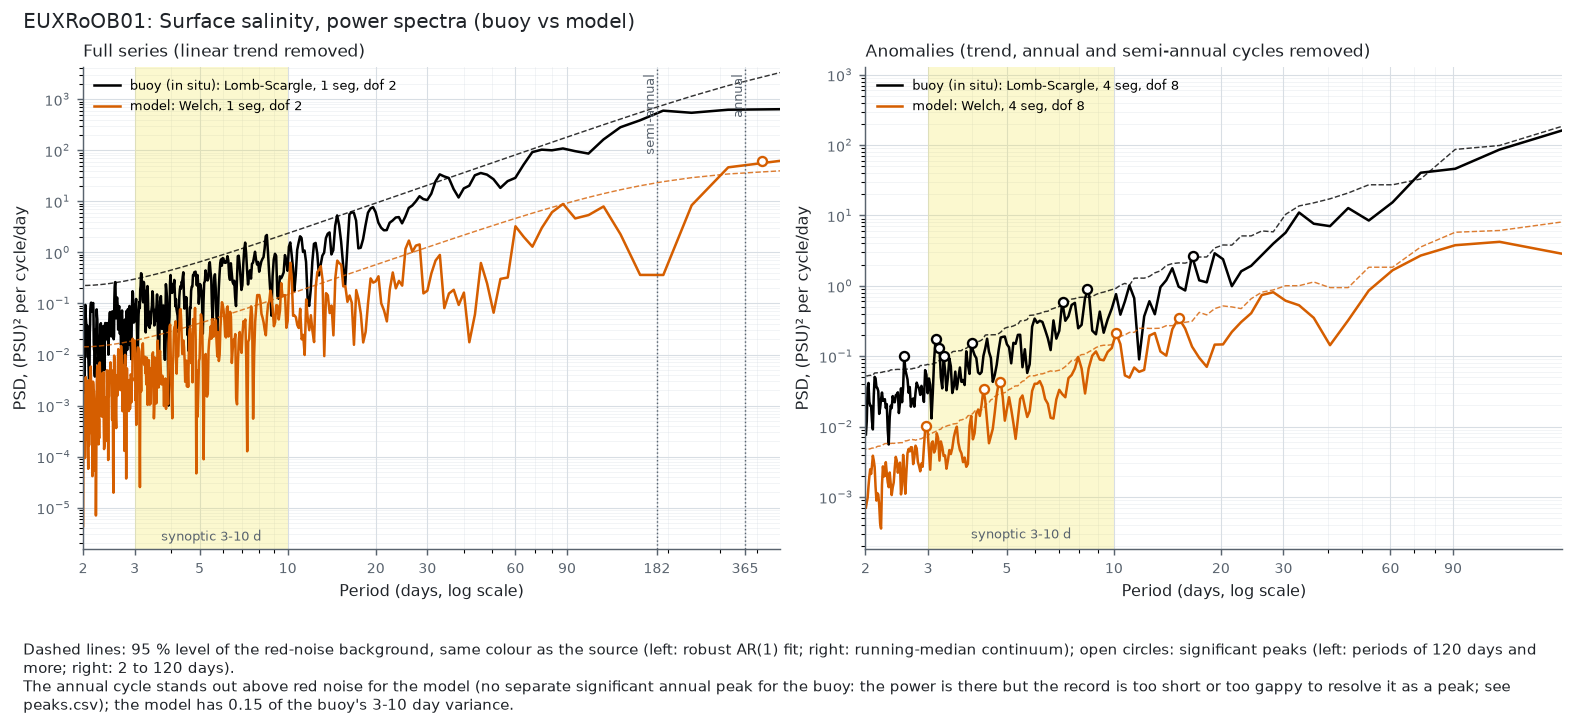 EUXRoOB01: Surface salinity, power spectra (buoy vs model)
Full series (linear trend removed)
buoy (in situ): Lomb-Scargle, 1 seg, dof 2
model: Welch, 1 seg, dof 2
semi-annual
annual
synoptic 3-10 d
PSD, (PSU)² per cycle/day
10³
10²
10¹
10⁰
10⁻¹
10⁻²
10⁻³
10⁻⁴
10⁻⁵
2 3 5 10 20 30 60 90 182 365
Period (days, log scale)
Anomalies (trend, annual and semi-annual cycles removed)
buoy (in situ): Lomb-Scargle, 4 seg, dof 8
model: Welch, 4 seg, dof 8
synoptic 3-10 d
PSD, (PSU)² per cycle/day
10³
10²
10¹
10⁰
10⁻¹
10⁻²
10⁻³
2 3 5 10 20 30 60 90
Period (days, log scale)
Dashed lines: 95 % level of the red-noise background, same colour as the source (left: robust AR(1) fit; right: running-median continuum); open circles: significant peaks (left: periods of 120 days and
more; right: 2 to 120 days).
The annual cycle stands out above red noise for the model (no separate significant annual peak for the buoy: the power is there but the record is too short or too gappy to resolve it as a peak; see
peaks.csv); the model has 0.15 of the buoy's 3-10 day variance.